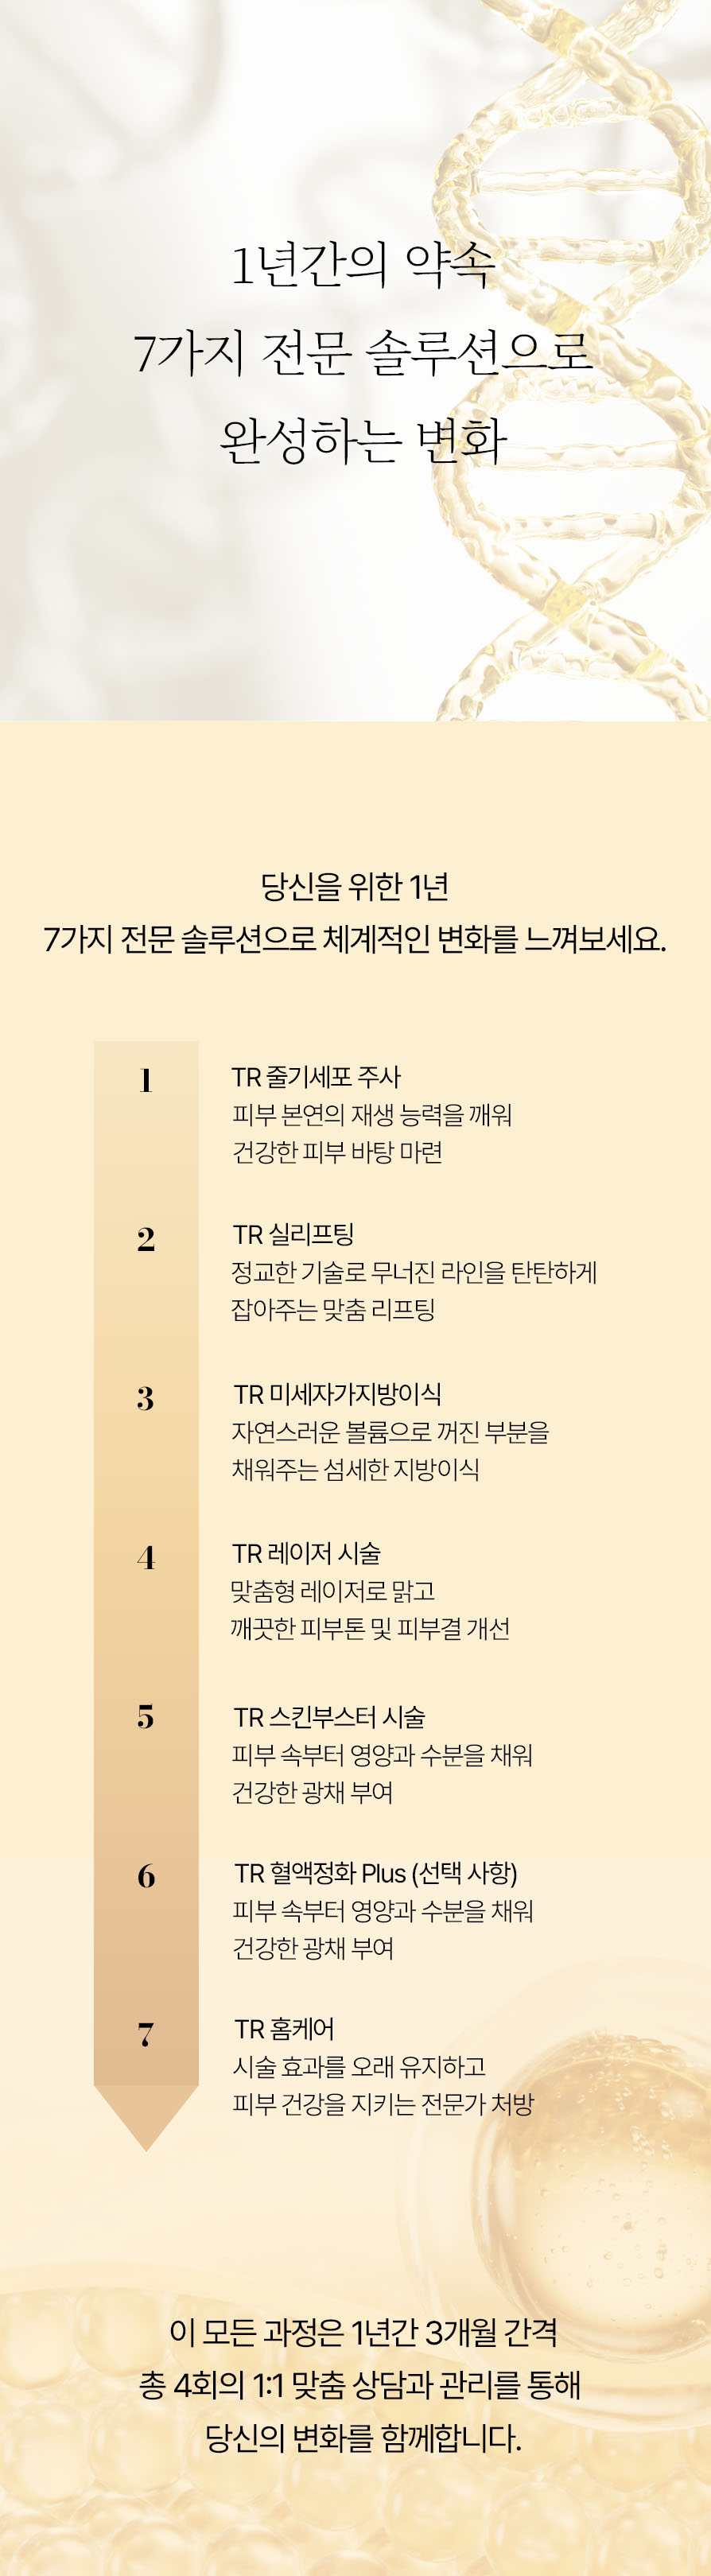 1년간의 약속
7가지 전문 솔루션으로
완성하는 변화
당신을 위한 1년
7가지 전문 솔루션으로 체계적인 변화를 느껴보세요.
1
TR 줄기세포 주사
피부 본연의 재생 능력을 깨워
건강한 피부 바탕 마련
2
TR 실리프팅
정교한 기술로 무너진 라인을 탄탄하게
잡아주는 맞춤 리프팅
3
TR 미세자가지방이식
자연스러운 볼륨으로 꺼진 부분을
채워주는 섬세한 지방이식
4
TR 레이저 시술
맞춤형 레이저로 맑고
깨끗한 피부톤 및 피부결 개선
5
TR 스킨부스터 시술
피부 속부터 영양과 수분을 채워
건강한 광채 부여
6
TR 혈액정화 Plus (선택 사항)
피부 속부터 영양과 수분을 채워
건강한 광채 부여
7
TR 홈케어
시술 효과를 오래 유지하고
피부 건강을 지키는 전문가 처방
이 모든 과정은 1년간 3개월 간격
총 4회의 1:1 맞춤 상담과 관리를 통해
당신의 변화를 함께합니다.